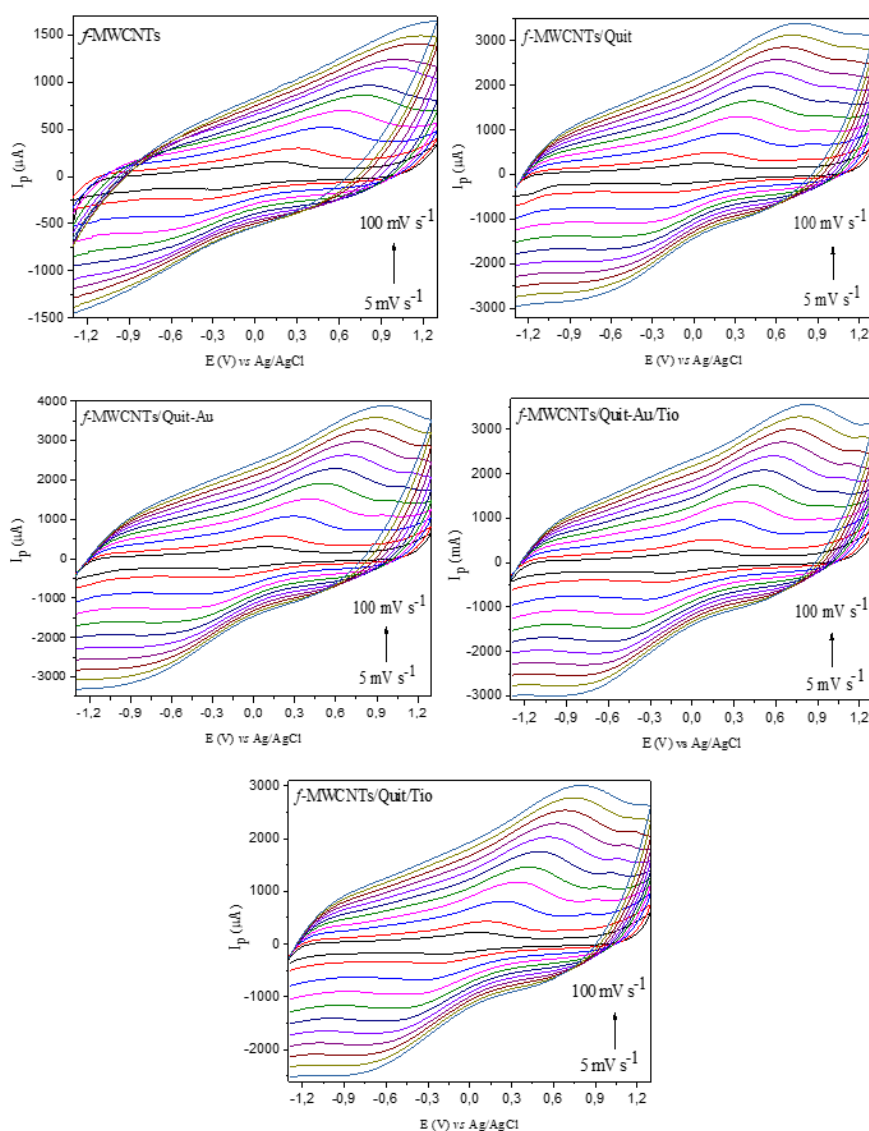 f-MWCNTs
1500
1000
500
0
-500
-1000
-1500
Ip (µA)
100 mV s-1
5 mV s-1
-1,2 -0,9 -0,6 -0,3 0,0 0,3 0,6 0,9 1,2
E (V) vs Ag/AgCl
f-MWCNTs/Quit
3000
2000
1000
0
-1000
-2000
-3000
Ip (µA)
100 mV s-1
5 mV s-1
-1,2 -0,9 -0,6 -0,3 0,0 0,3 0,6 0,9 1,2
E (V) vs Ag/AgCl
f-MWCNTs/Quit-Au
4000
3000
2000
1000
0
-1000
-2000
-3000
Ip (µA)
100 mV s-1
5 mV s-1
-1,2 -0,9 -0,6 -0,3 0,0 0,3 0,6 0,9 1,2
E (V) vs Ag/AgCl
f-MWCNTs/Quit-Au/Tio
3000
2000
1000
0
-1000
-2000
-3000
Ip (mA)
100 mV s-1
5 mV s-1
-1,2 -0,9 -0,6 -0,3 0,0 0,3 0,6 0,9 1,2
E (V) vs Ag/AgCl
f-MWCNTs/Quit/Tio
3000
2000
1000
0
-1000
-2000
Ip (µA)
100 mV s-1
5 mV s-1
-1,2 -0,9 -0,6 -0,3 0,0 0,3 0,6 0,9 1,2
E (V) vs Ag/AgCl